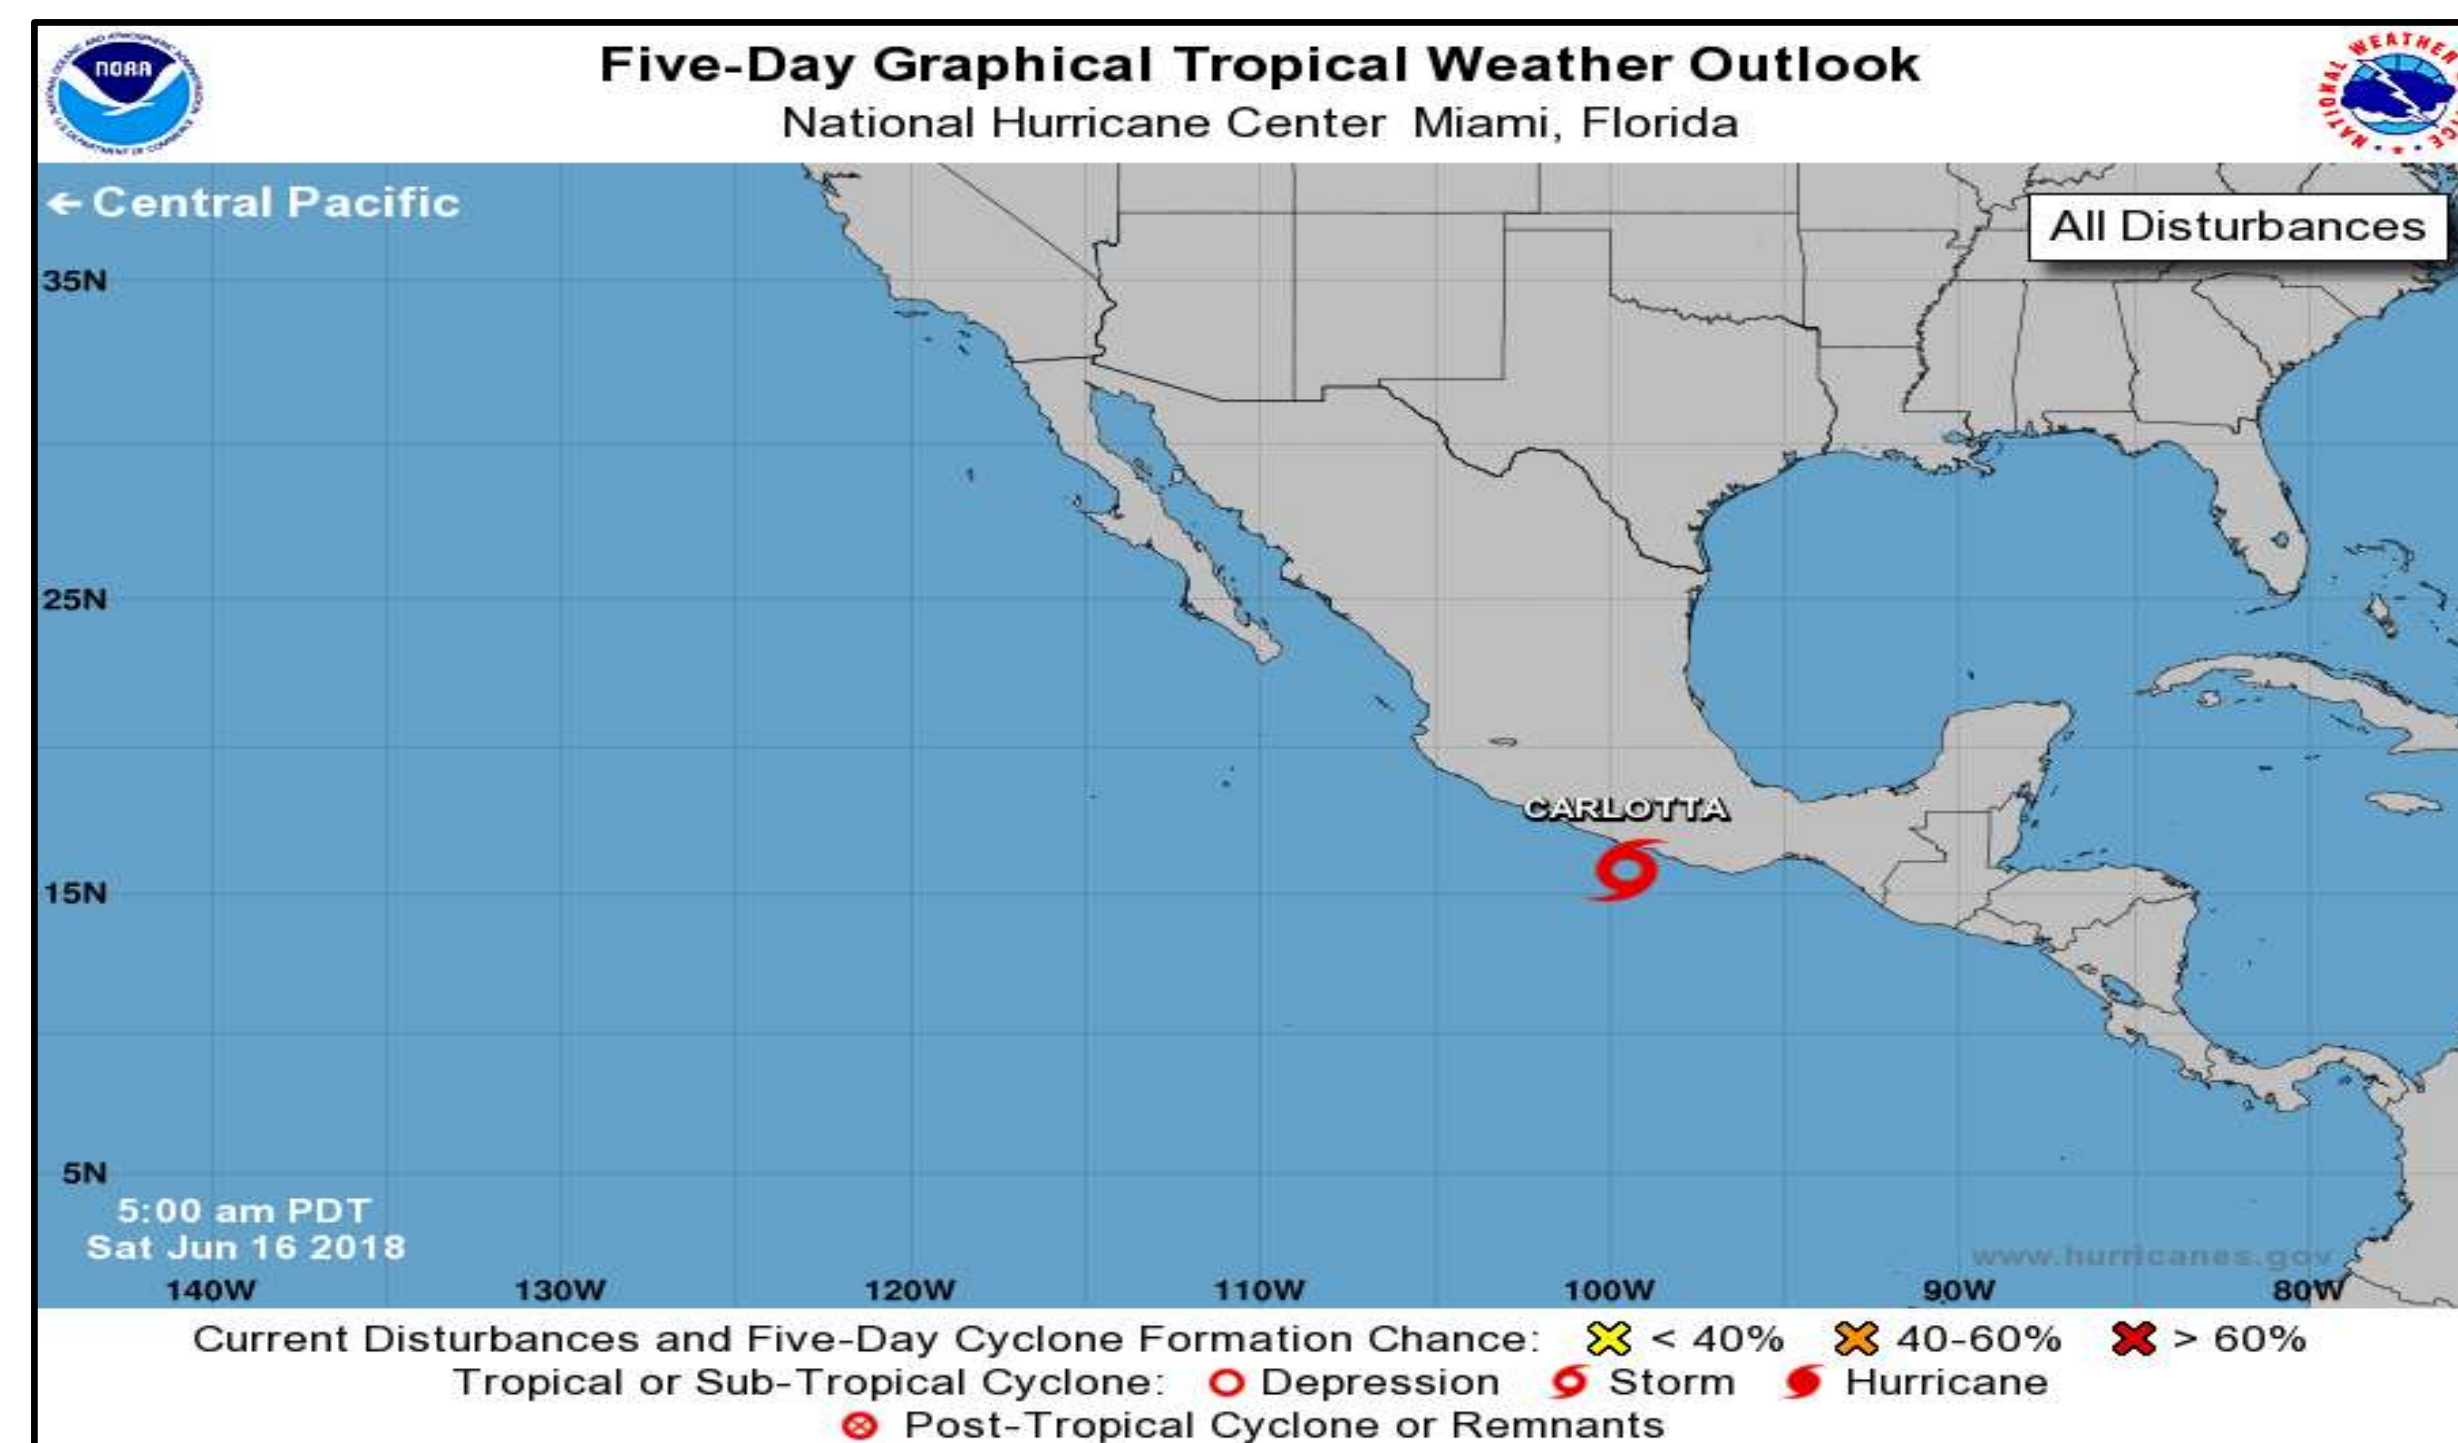 Five-Day Graphical Tropical Weather Outlook
National Hurricane Center Miami, Florida
NOAA
← Central Pacific
All Disturbances
35N
25N
CARLOTTA
15N
5N
5:00 am PDT
Sat Jun 16 2018
www.hurricanes.gov
140W 130W 120W 110W 100W 90W 80W
Current Disturbances and Five-Day Cyclone Formation Chance: < 40% 40-60% > 60%
Tropical or Sub-Tropical Cyclone: Depression Storm Hurricane
Post-Tropical Cyclone or Remnants